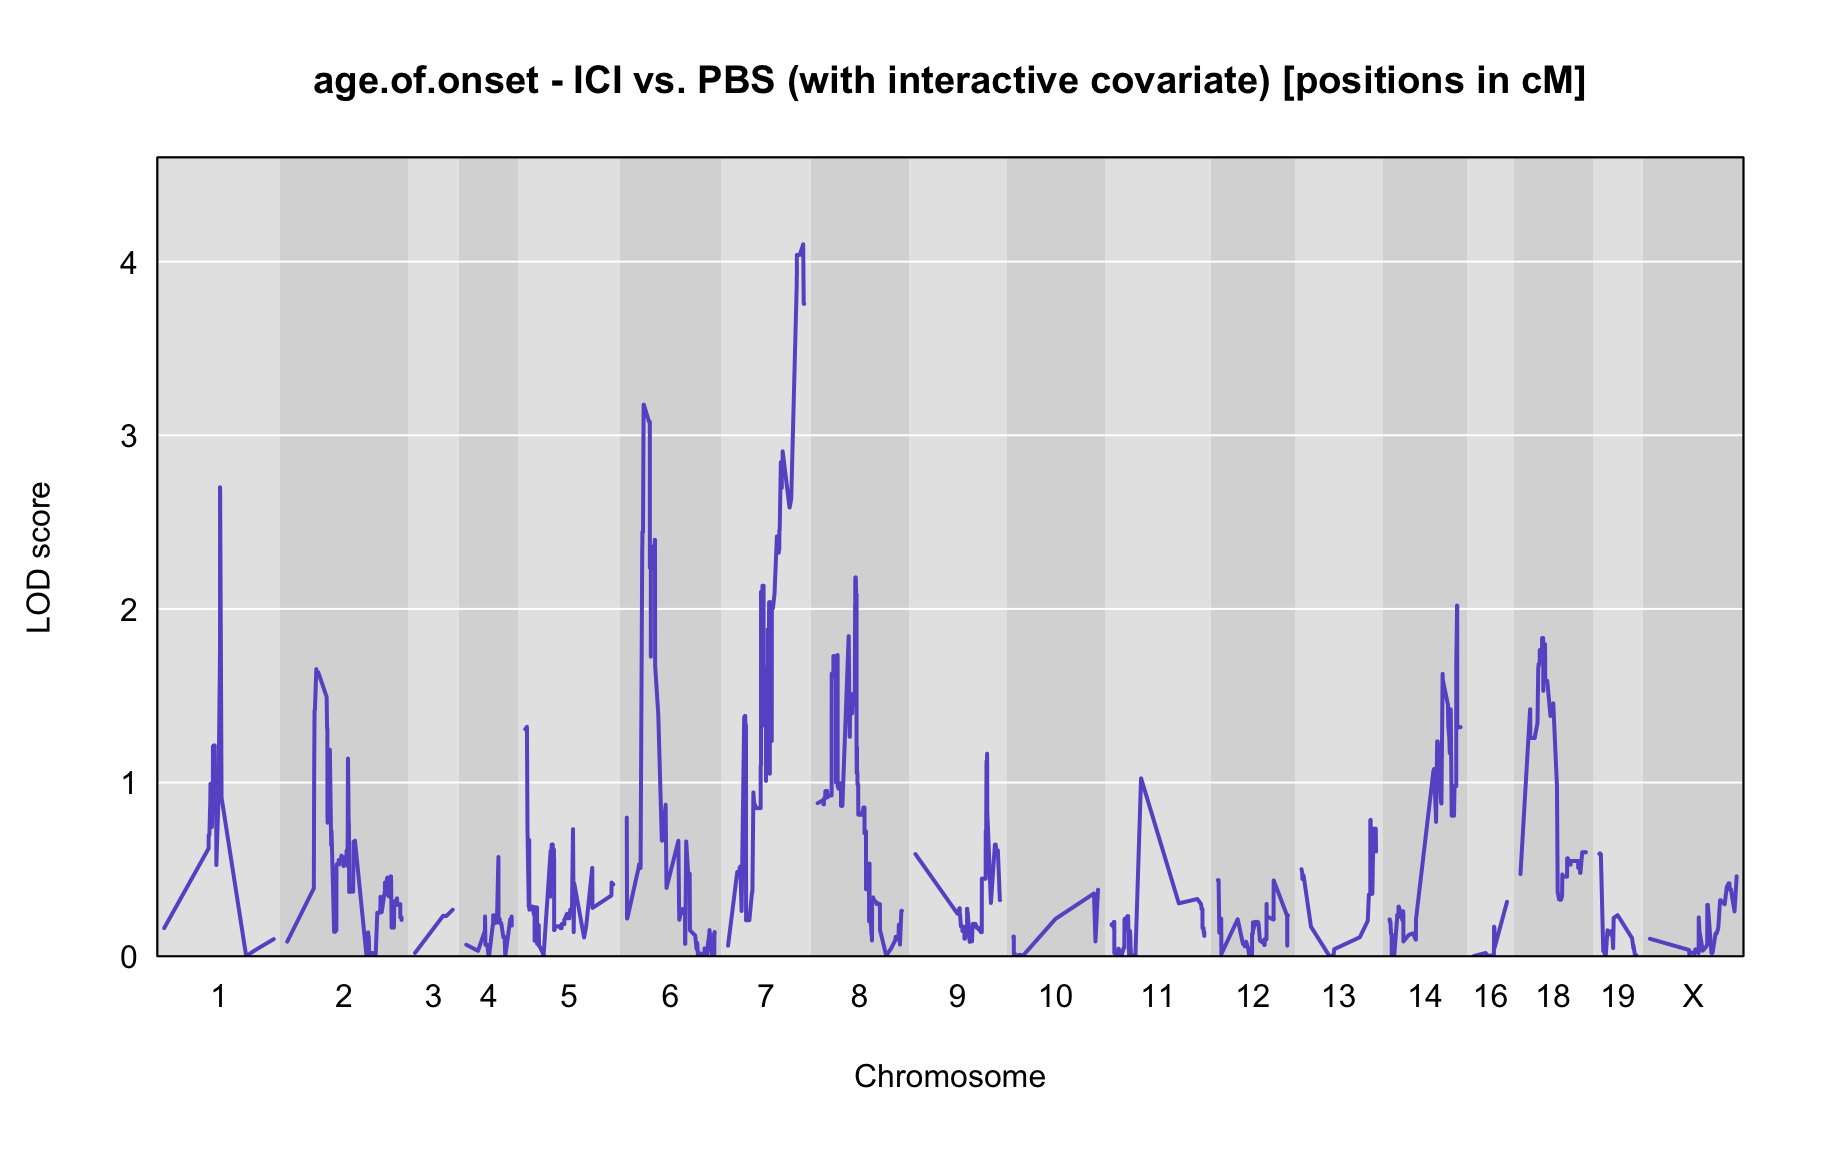 age.of.onset - ICI vs. PBS (with interactive covariate) [positions in cM]
LOD score
4
3
2
1
0
1 2 3 4 5 6 7 8 9 10 11 12 13 14 16 18 19 X
Chromosome